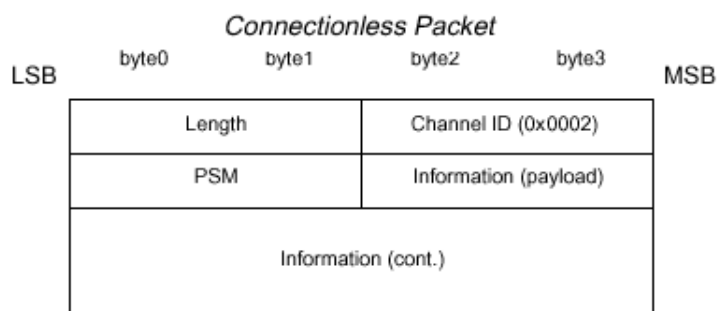 Connectionless Packet
LSB byte0 byte1 byte2 byte3 MSB
Length Channel ID (0x0002)
PSM Information (payload)
Information (cont.)